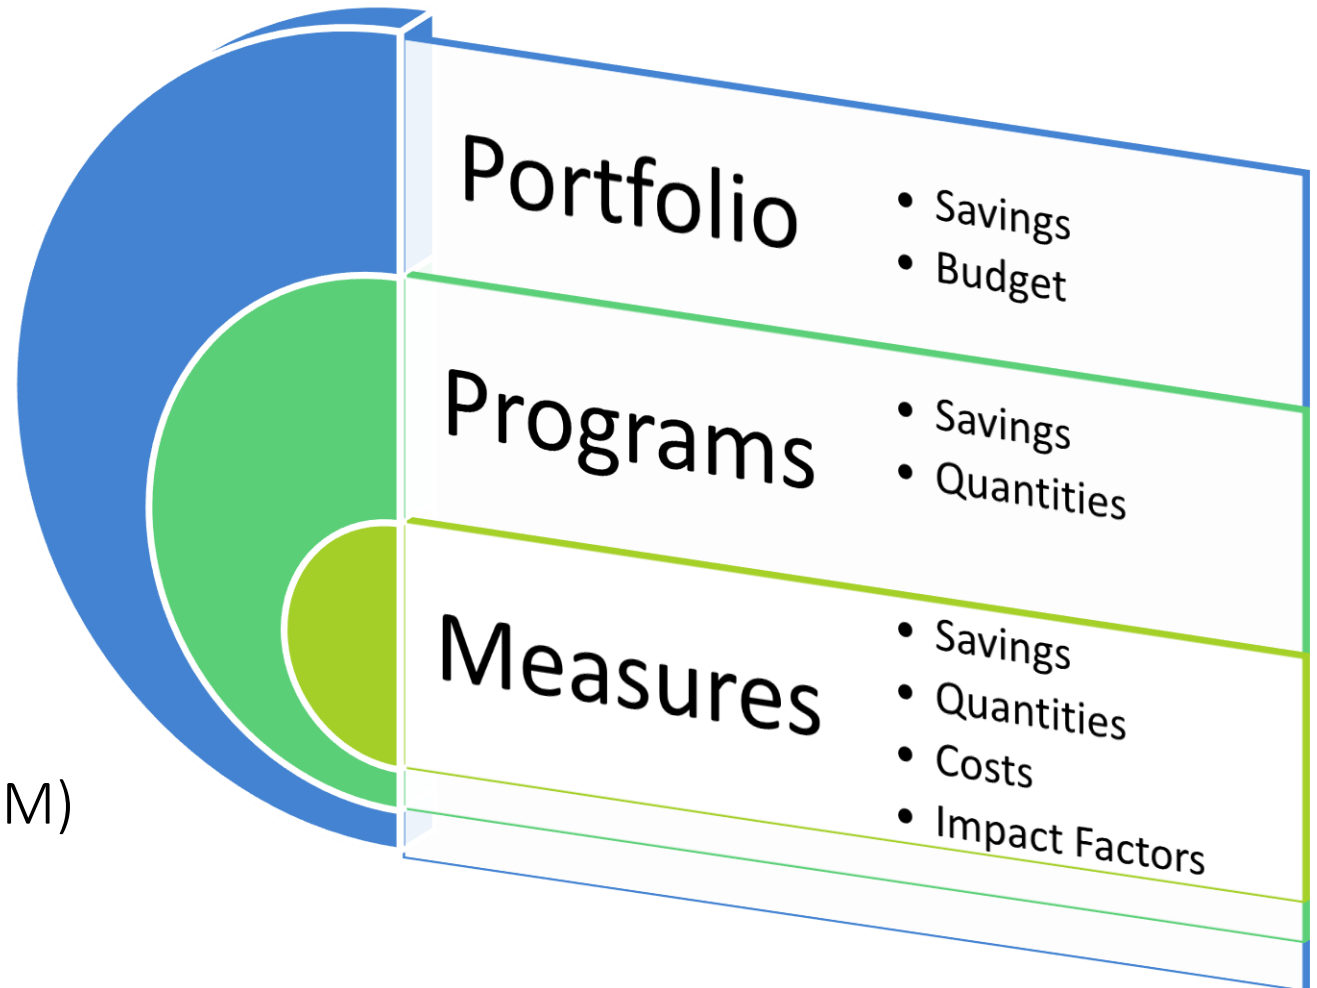 Portfolio
• Savings
• Budget
Programs
• Savings
• Quantities
Measures
• Savings
• Quantities
• Costs
• Impact Factors
M)